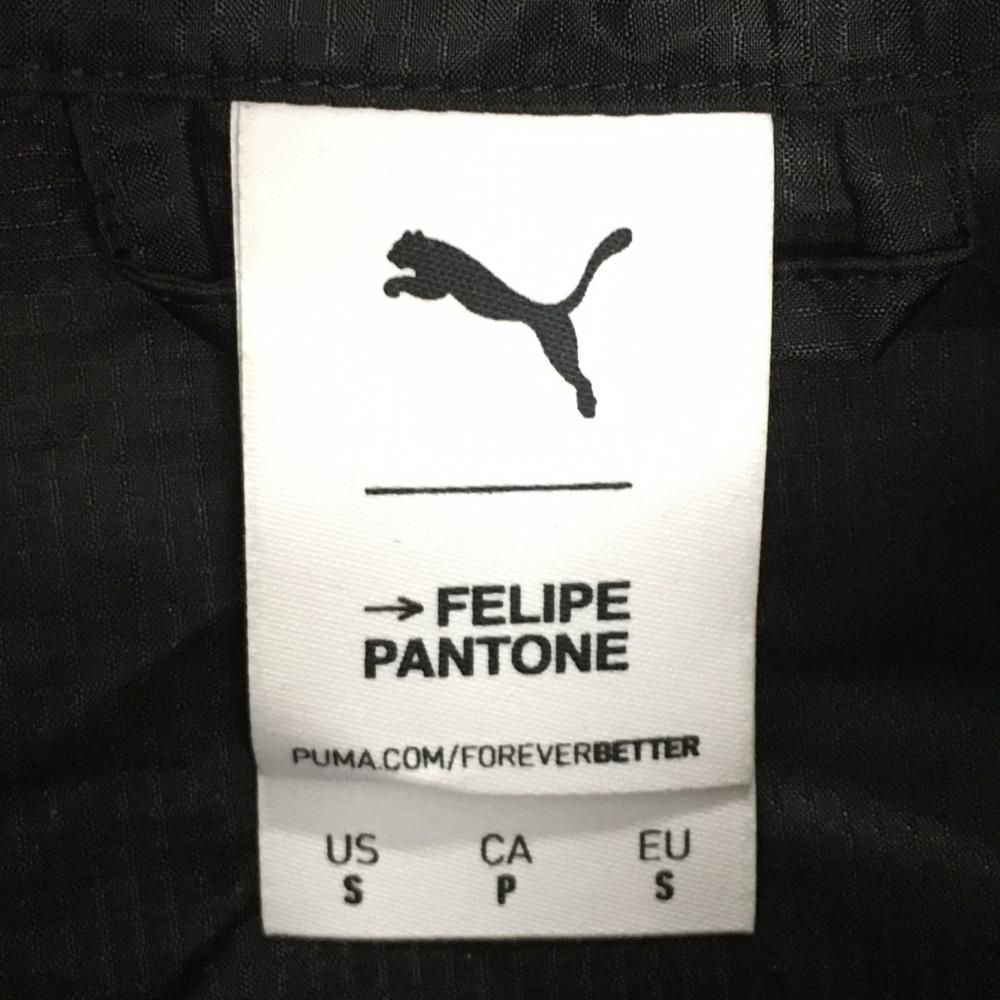 →FELIPE
PANTONE
PUMA.COM/FOREVERBETTER
US CA EU
S P S